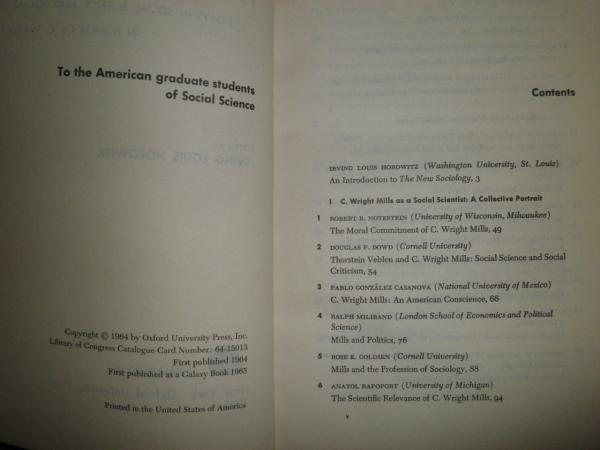 To the American graduate students
of Social Science
Copyright © 1964 by Oxford University Press, Inc.
Library of Congress Catalogue Card Number: 64-15013
First published 1964
First published as a Galaxy Book 1965
Printed in the United States of America
Contents
IRVING LOUIS HOROWITZ (Washington University, St. Louis)
An Introduction to The New Sociology, 3
I C. Wright Mills as a Social Scientist: A Collective Portrait
1 ROBERT B. NOTESTEIN (University of Wisconsin, Milwaukee)
The Moral Commitment of C. Wright Mills, 49
2 DOUGLAS F. DOWD (Cornell University)
Thorstein Veblen and C. Wright Mills: Social Science and Social
Criticism, 54
3 PABLO GONZÁLEZ CASANOVA (National University of Mexico)
C. Wright Mills: An American Conscience, 66
4 RALPH MILIBAND (London School of Economics and Political
Science)
Mills and Politics, 76
5 ROSE K. GOLDSEN (Cornell University)
Mills and the Profession of Sociology, 88
6 ANATOL RAPOPORT (University of Michigan)
The Scientific Relevance of C. Wright Mills, 94
v